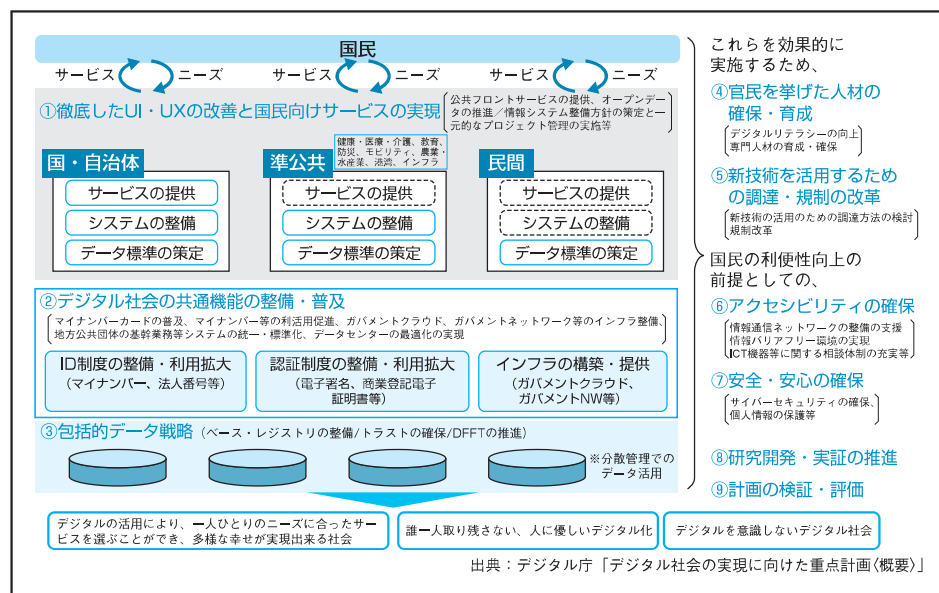 国民
サービス ニーズ
サービス ニーズ
サービス ニーズ
①徹底したUI・UXの改善と国民向けサービスの実現
公共フロントサービスの提供、オープンデー
タの推進／情報システム整備方針の策定と一
元的なプロジェクト管理の実施等
国・自治体
サービスの提供
システムの整備
データ標準の策定
準公共
健康・医療・介護、教育、
防災、モビリティ、農業・
水産業、港湾、インフラ
サービスの提供
システムの整備
データ標準の策定
民間
サービスの提供
システムの整備
データ標準の策定
②デジタル社会の共通機能の整備・普及
マイナンバーカードの普及、マイナンバー等の利活用促進、ガバメントクラウド、ガバメントネットワーク等のインフラ整備、
地方公共団体の基幹業務等システムの統一・標準化、データセンターの最適化の実現
ID制度の整備・利用拡大
（マイナンバー、法人番号等）
認証制度の整備・利用拡大
（電子署名、商業登記電子
証明書等）
インフラの構築・提供
（ガバメントクラウド、
ガバメントNW等）
③包括的データ戦略（ベース・レジストリの整備/トラストの確保/DFFTの推進）
※分散管理での
データ活用
これらを効果的に
実施するため、
④官民を挙げた人材の
確保・育成
デジタルリテラシーの向上
専門人材の育成・確保
⑤新技術を活用するため
の調達・規制の改革
新技術の活用のための調達方法の検討
規制改革
国民の利便性向上の
前提としての、
⑥アクセシビリティの確保
情報通信ネットワークの整備の支援
情報バリアフリー環境の実現
ICT機器等に関する相談体制の充実等
⑦安全・安心の確保
サイバーセキュリティの確保、
個人情報の保護等
⑧研究開発・実証の推進
⑨計画の検証・評価
デジタルの活用により、一人ひとりのニーズに合ったサー
ビスを選ぶことができ、多様な幸せが実現出来る社会
誰一人取り残さない、人に優しいデジタル化
デジタルを意識しないデジタル社会
出典：デジタル庁「デジタル社会の実現に向けた重点計画〈概要〉」